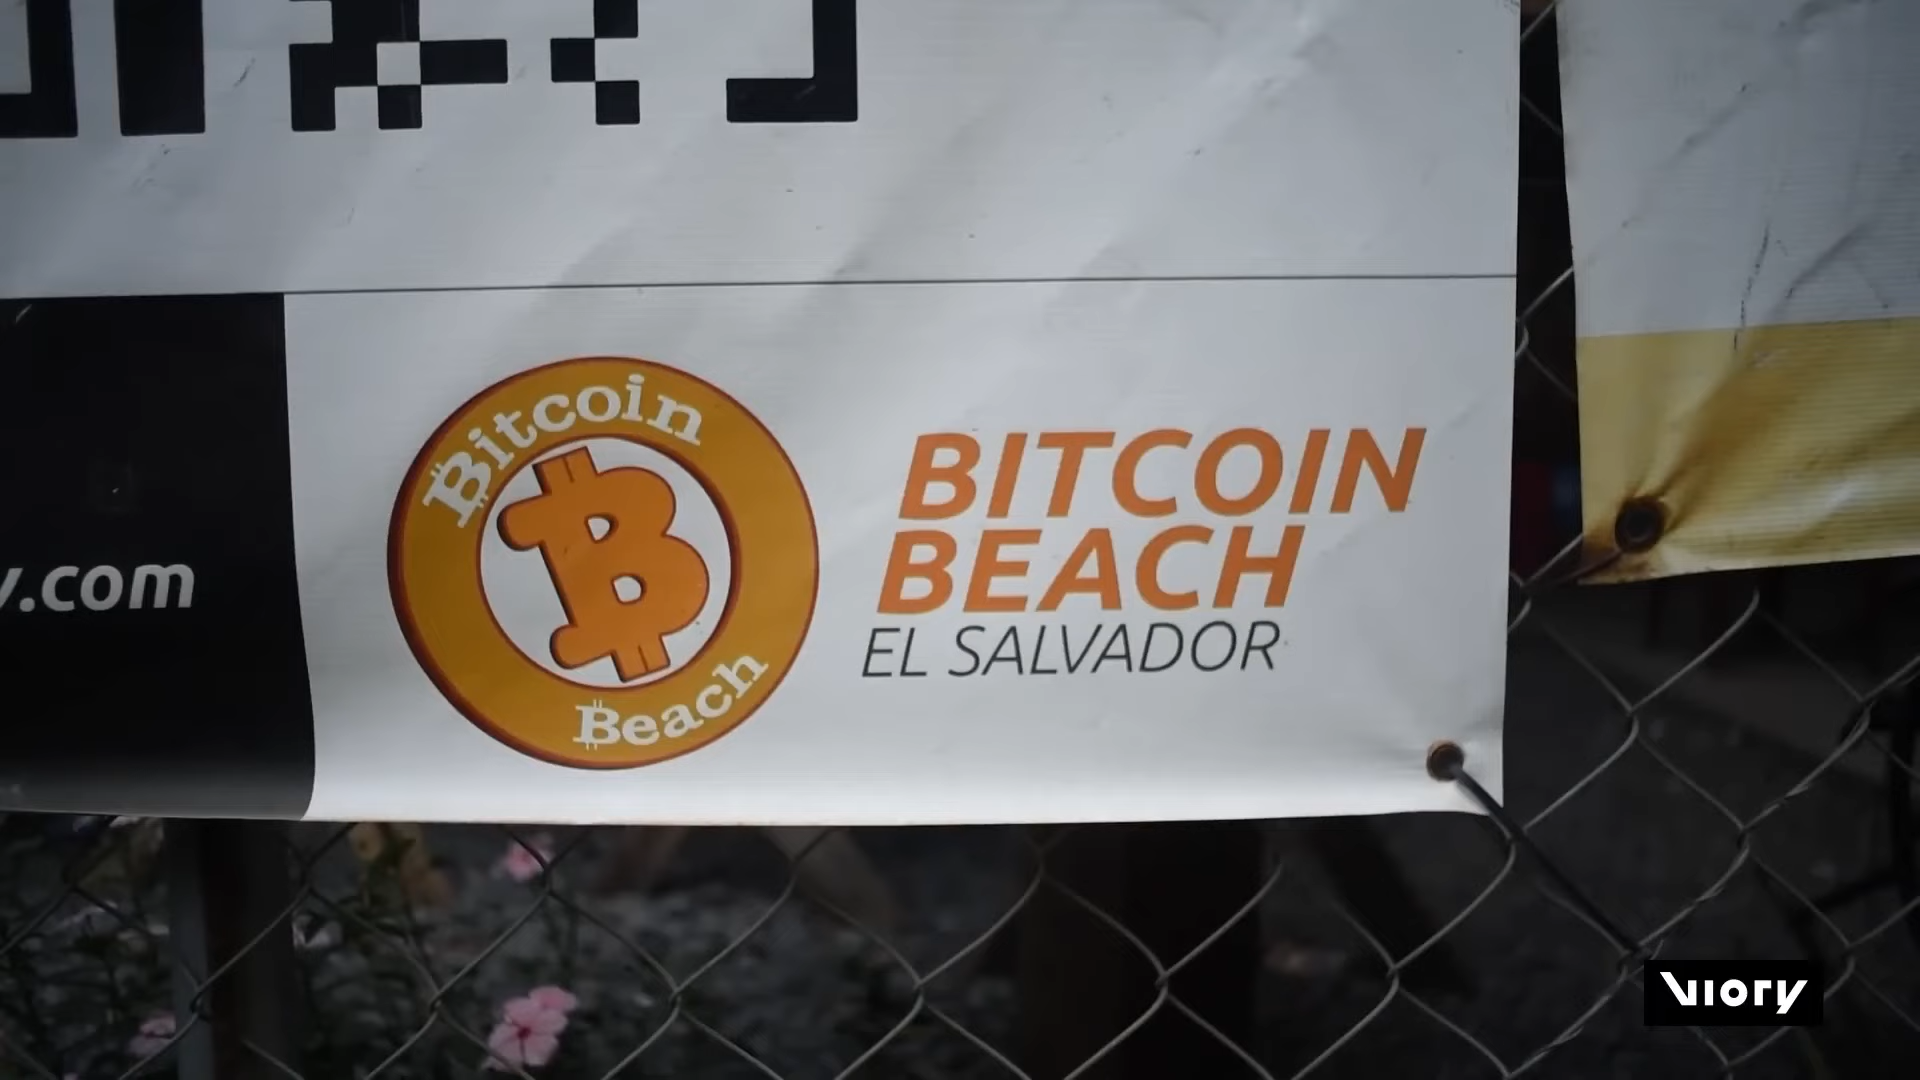 Bitcoin
Beach
BITCOIN
BEACH
EL SALVADOR
.com
VIORY